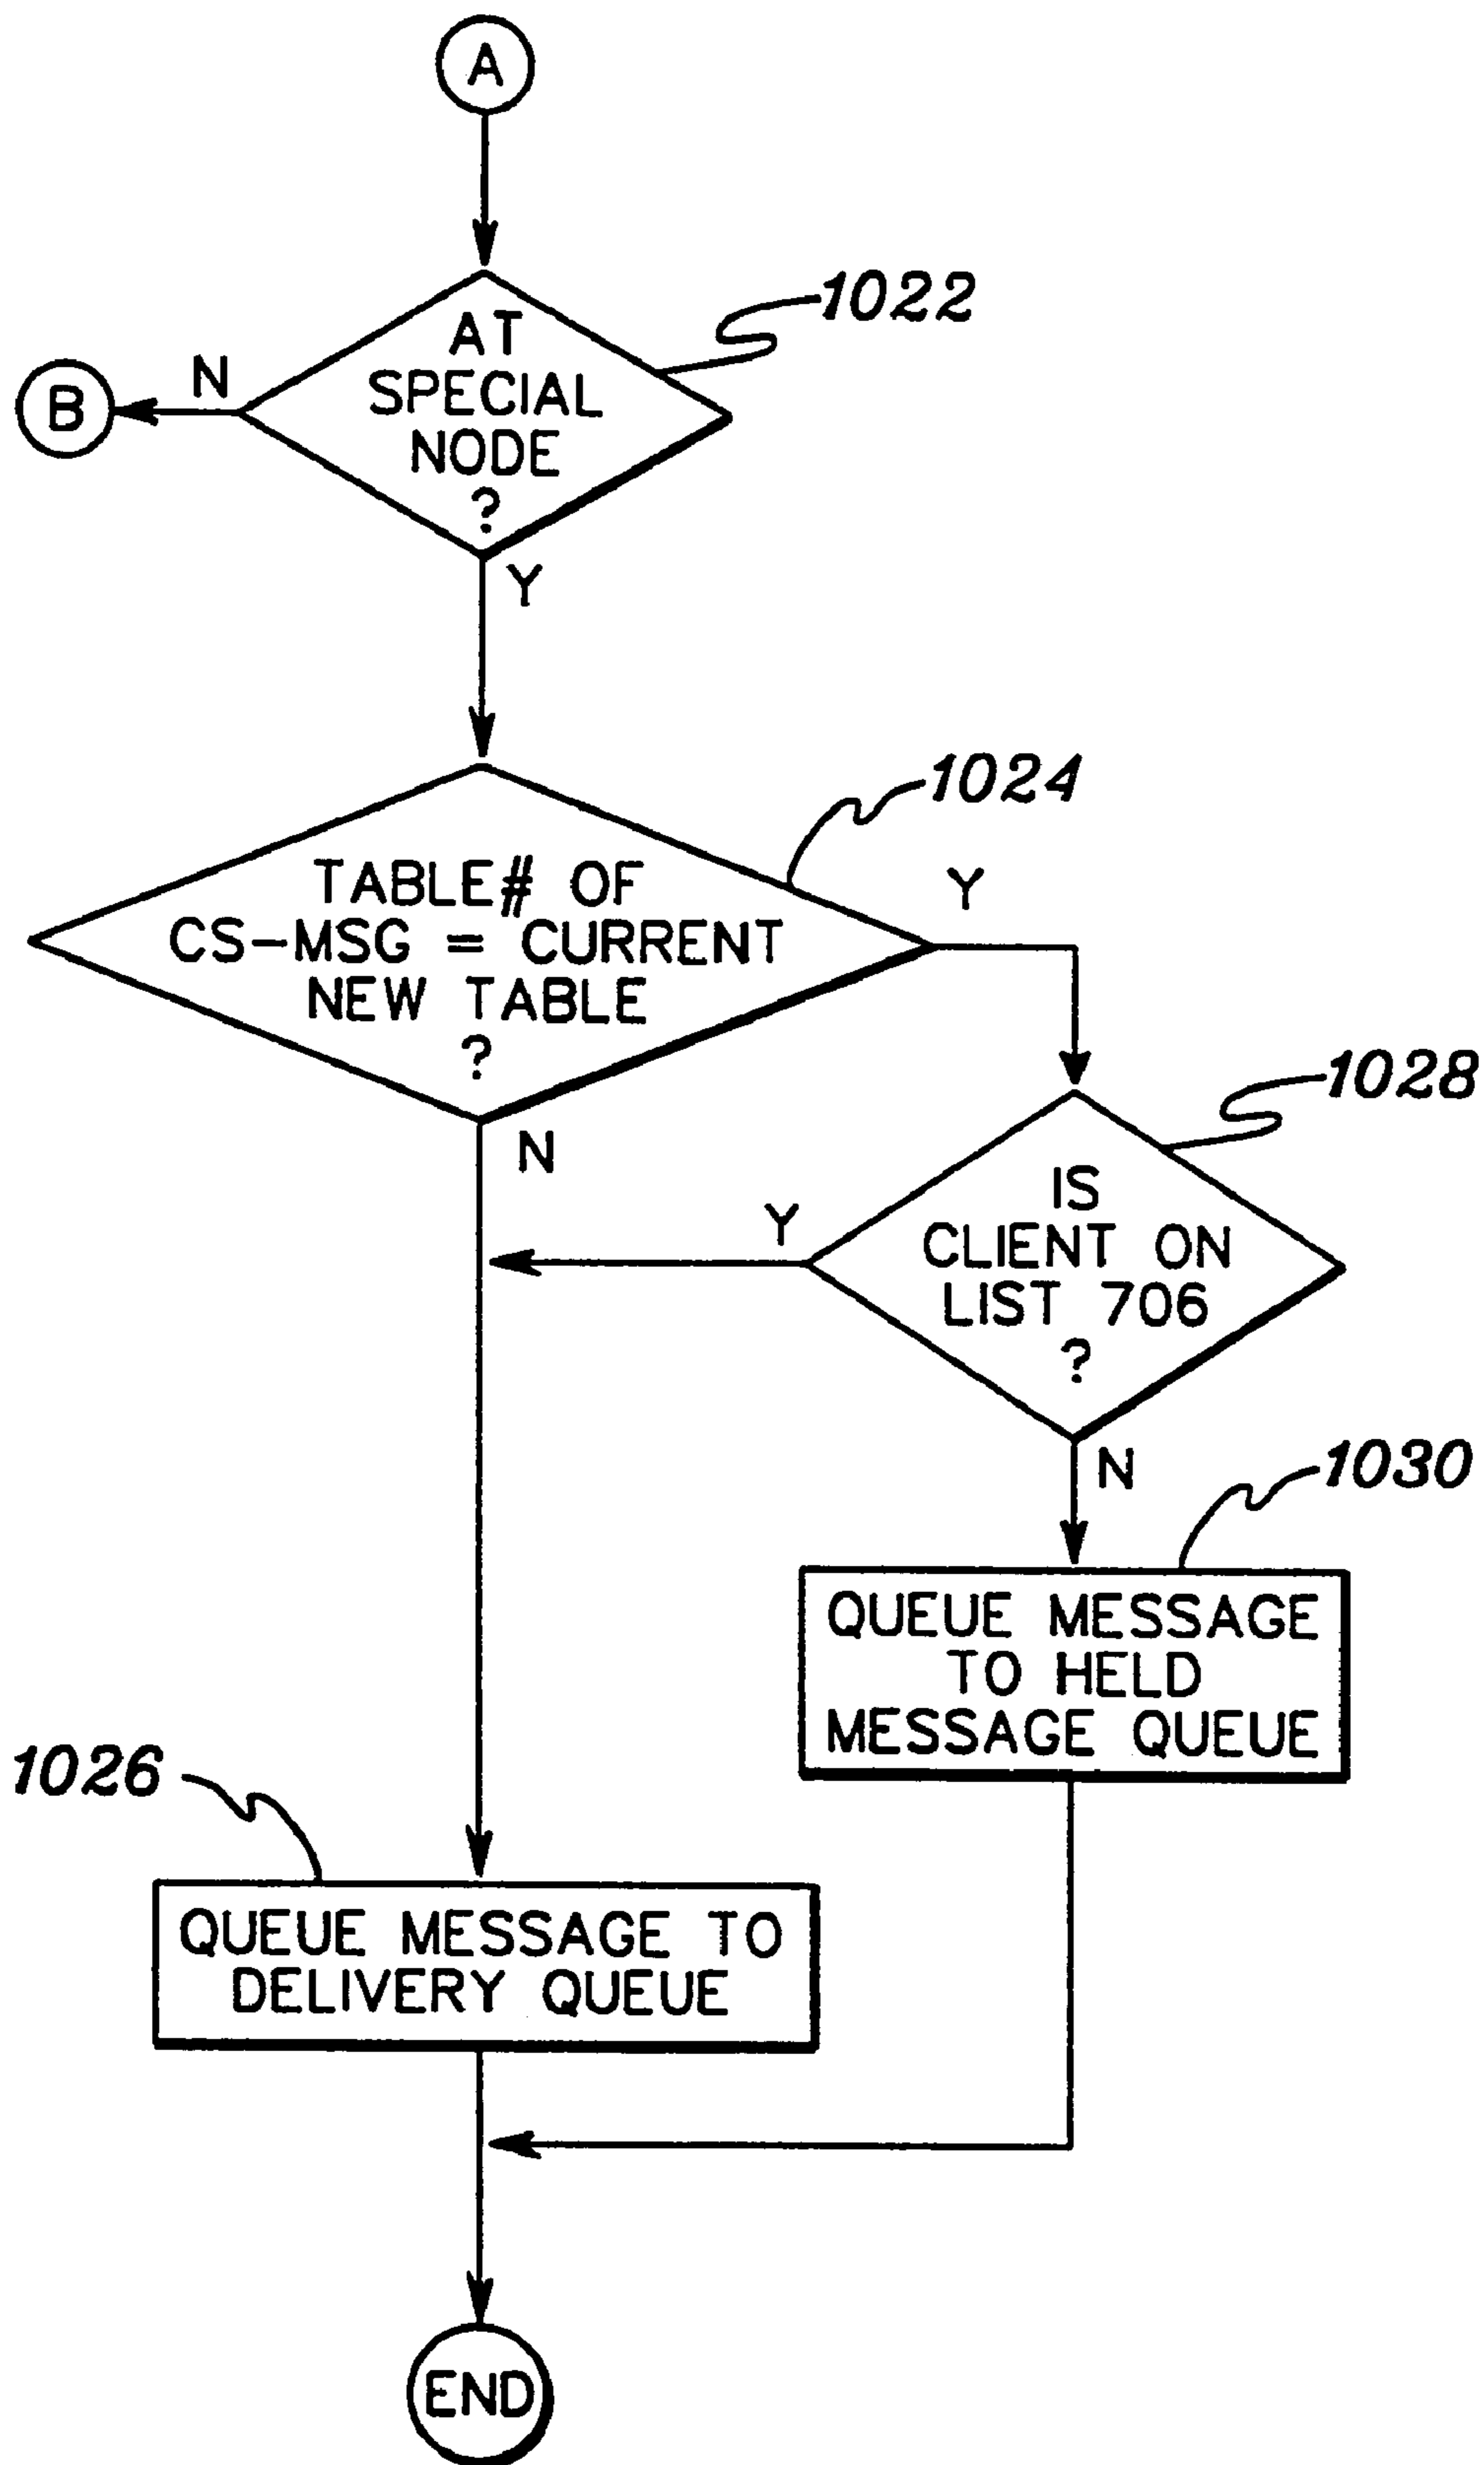 A
1022
AT
SPECIAL
NODE
?
N
B
Y
1024
TABLE# OF
CS-MSG = CURRENT
NEW TABLE
?
Y
N
1028
IS
CLIENT ON
LIST 706
?
Y
N
1030
QUEUE MESSAGE
TO HELD
MESSAGE QUEUE
1026
QUEUE MESSAGE TO
DELIVERY QUEUE
END